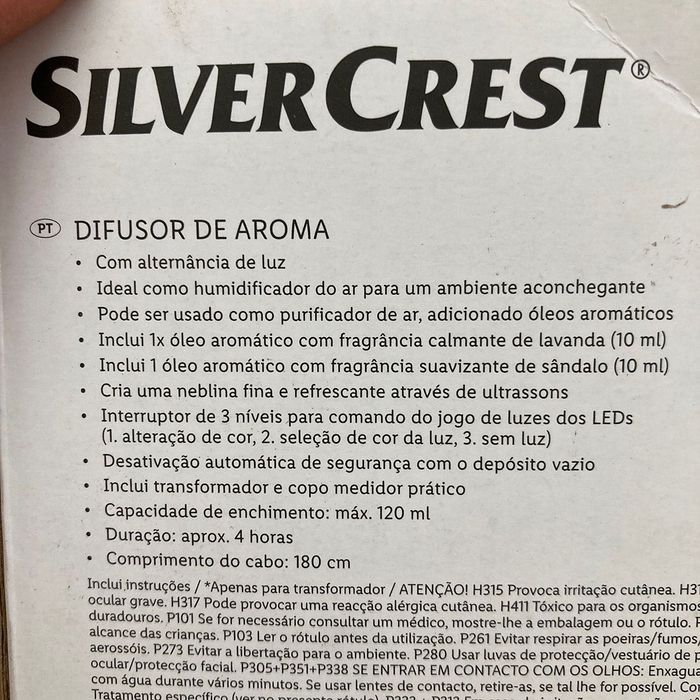 SILVERCREST®
PT DIFUSOR DE AROMA
• Com alternância de luz
• Ideal como humidificador do ar para um ambiente aconchegante
• Pode ser usado como purificador de ar, adicionado óleos aromáticos
• Inclui 1x óleo aromático com fragrância calmante de lavanda (10 ml)
• Inclui 1 óleo aromático com fragrância suavizante de sândalo (10 ml)
• Cria uma neblina fina e refrescante através de ultrassons
• Interruptor de 3 níveis para comando do jogo de luzes dos LEDs
(1. alteração de cor, 2. seleção de cor da luz, 3. sem luz)
• Desativação automática de segurança com o depósito vazio
• Inclui transformador e copo medidor prático
• Capacidade de enchimento: máx. 120 ml
• Duração: aprox. 4 horas
• Comprimento do cabo: 180 cm
Inclui instruções / *Apenas para transformador / ATENÇÃO! H315 Provoca irritação cutânea.
ocular grave. H317 Pode provocar uma reacção alérgica cutânea. H411 Tóxico para os organismos
duradouros. P101 Se for necessário consultar um médico, mostre-lhe a embalagem ou o rótulo.
alcance das crianças. P103 Ler o rótulo antes da utilização. P261 Evitar respirar as poeiras/fumos/
aerossóis. P273 Evitar a libertação para o ambiente. P280 Usar luvas de protecção/vestuário de
ocular/protecção facial. P305+P351+P338 SE ENTRAR EM CONTACTO COM OS OLHOS: Enxaguar
com água durante vários minutos. Se usar lentes de contacto, retire-as, se tal lhe for possível.
Tratamento específico (ver no presente rótulo).